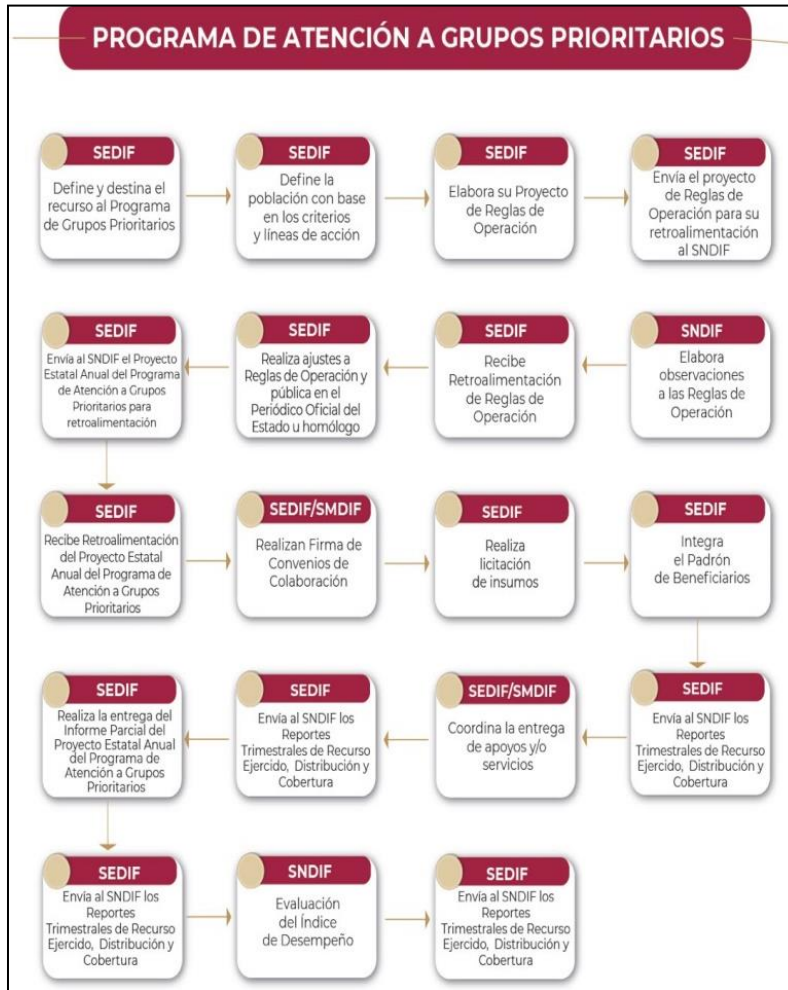 PROGRAMA DE ATENCIÓN A GRUPOS PRIORITARIOS
SEDIF
Define y destina el
recurso al Programa
de Grupos Prioritarios
SEDIF
Define la
población con base
en los criterios
y líneas de acción
SEDIF
Elabora su Proyecto
de Reglas de
Operación
SEDIF
Envía el proyecto
de Reglas de
Operación para su
retroalimentación
al SNDIF
SNDIF
Elabora
observaciones
a las Reglas de
Operación
SEDIF
Recibe
Retroalimentación
de Reglas de
Operación
SEDIF
Realiza ajustes a
Reglas de Operación y
pública en el
Periódico Oficial del
Estado u homólogo
SEDIF
Envía al SNDIF el Proyecto
Estatal Anual del Programa
de Atención a Grupos
Prioritarios para
retroalimentación
SEDIF
Recibe Retroalimentación
del Proyecto Estatal
Anual del Programa de
Atención a Grupos
Prioritarios
SEDIF/SMDIF
Realizan Firma de
Convenios de
Colaboración
SEDIF
Realiza
licitación
de insumos
SEDIF
Integra
el Padrón
de Beneficiarios
SEDIF
Envía al SNDIF los
Reportes
Trimestrales de Recurso
Ejercido, Distribución y
Cobertura
SEDIF/SMDIF
Coordina la entrega
de apoyos y/o
servicios
SEDIF
Envía al SNDIF los
Reportes
Trimestrales de Recurso
Ejercido, Distribución y
Cobertura
SEDIF
Realiza la entrega del
Informe Parcial del
Proyecto Estatal Anual
del Programa de
Atención a Grupos
Prioritarios
SEDIF
Envía al SNDIF los
Reportes
Trimestrales de Recurso
Ejercido, Distribución y
Cobertura
SNDIF
Evaluación
del Índice
de Desempeño
SEDIF
Envía al SNDIF los
Reportes
Trimestrales de Recurso
Ejercido, Distribución y
Cobertura